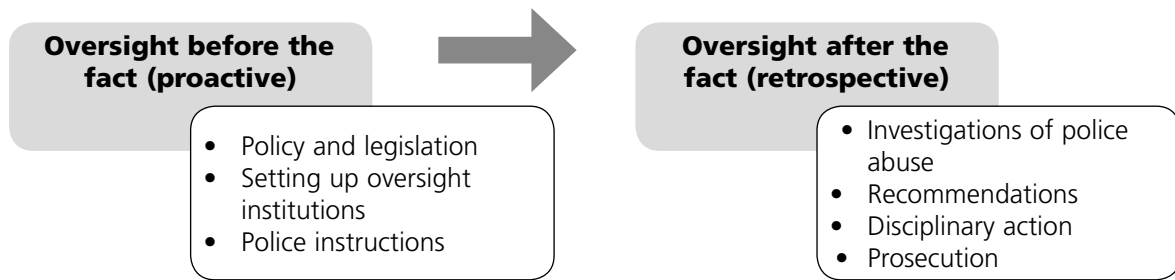 Oversight before the
fact (proactive)
• Policy and legislation
• Setting up oversight
institutions
• Police instructions
Oversight after the
fact (retrospective)
• Investigations of police
abuse
• Recommendations
• Disciplinary action
• Prosecution